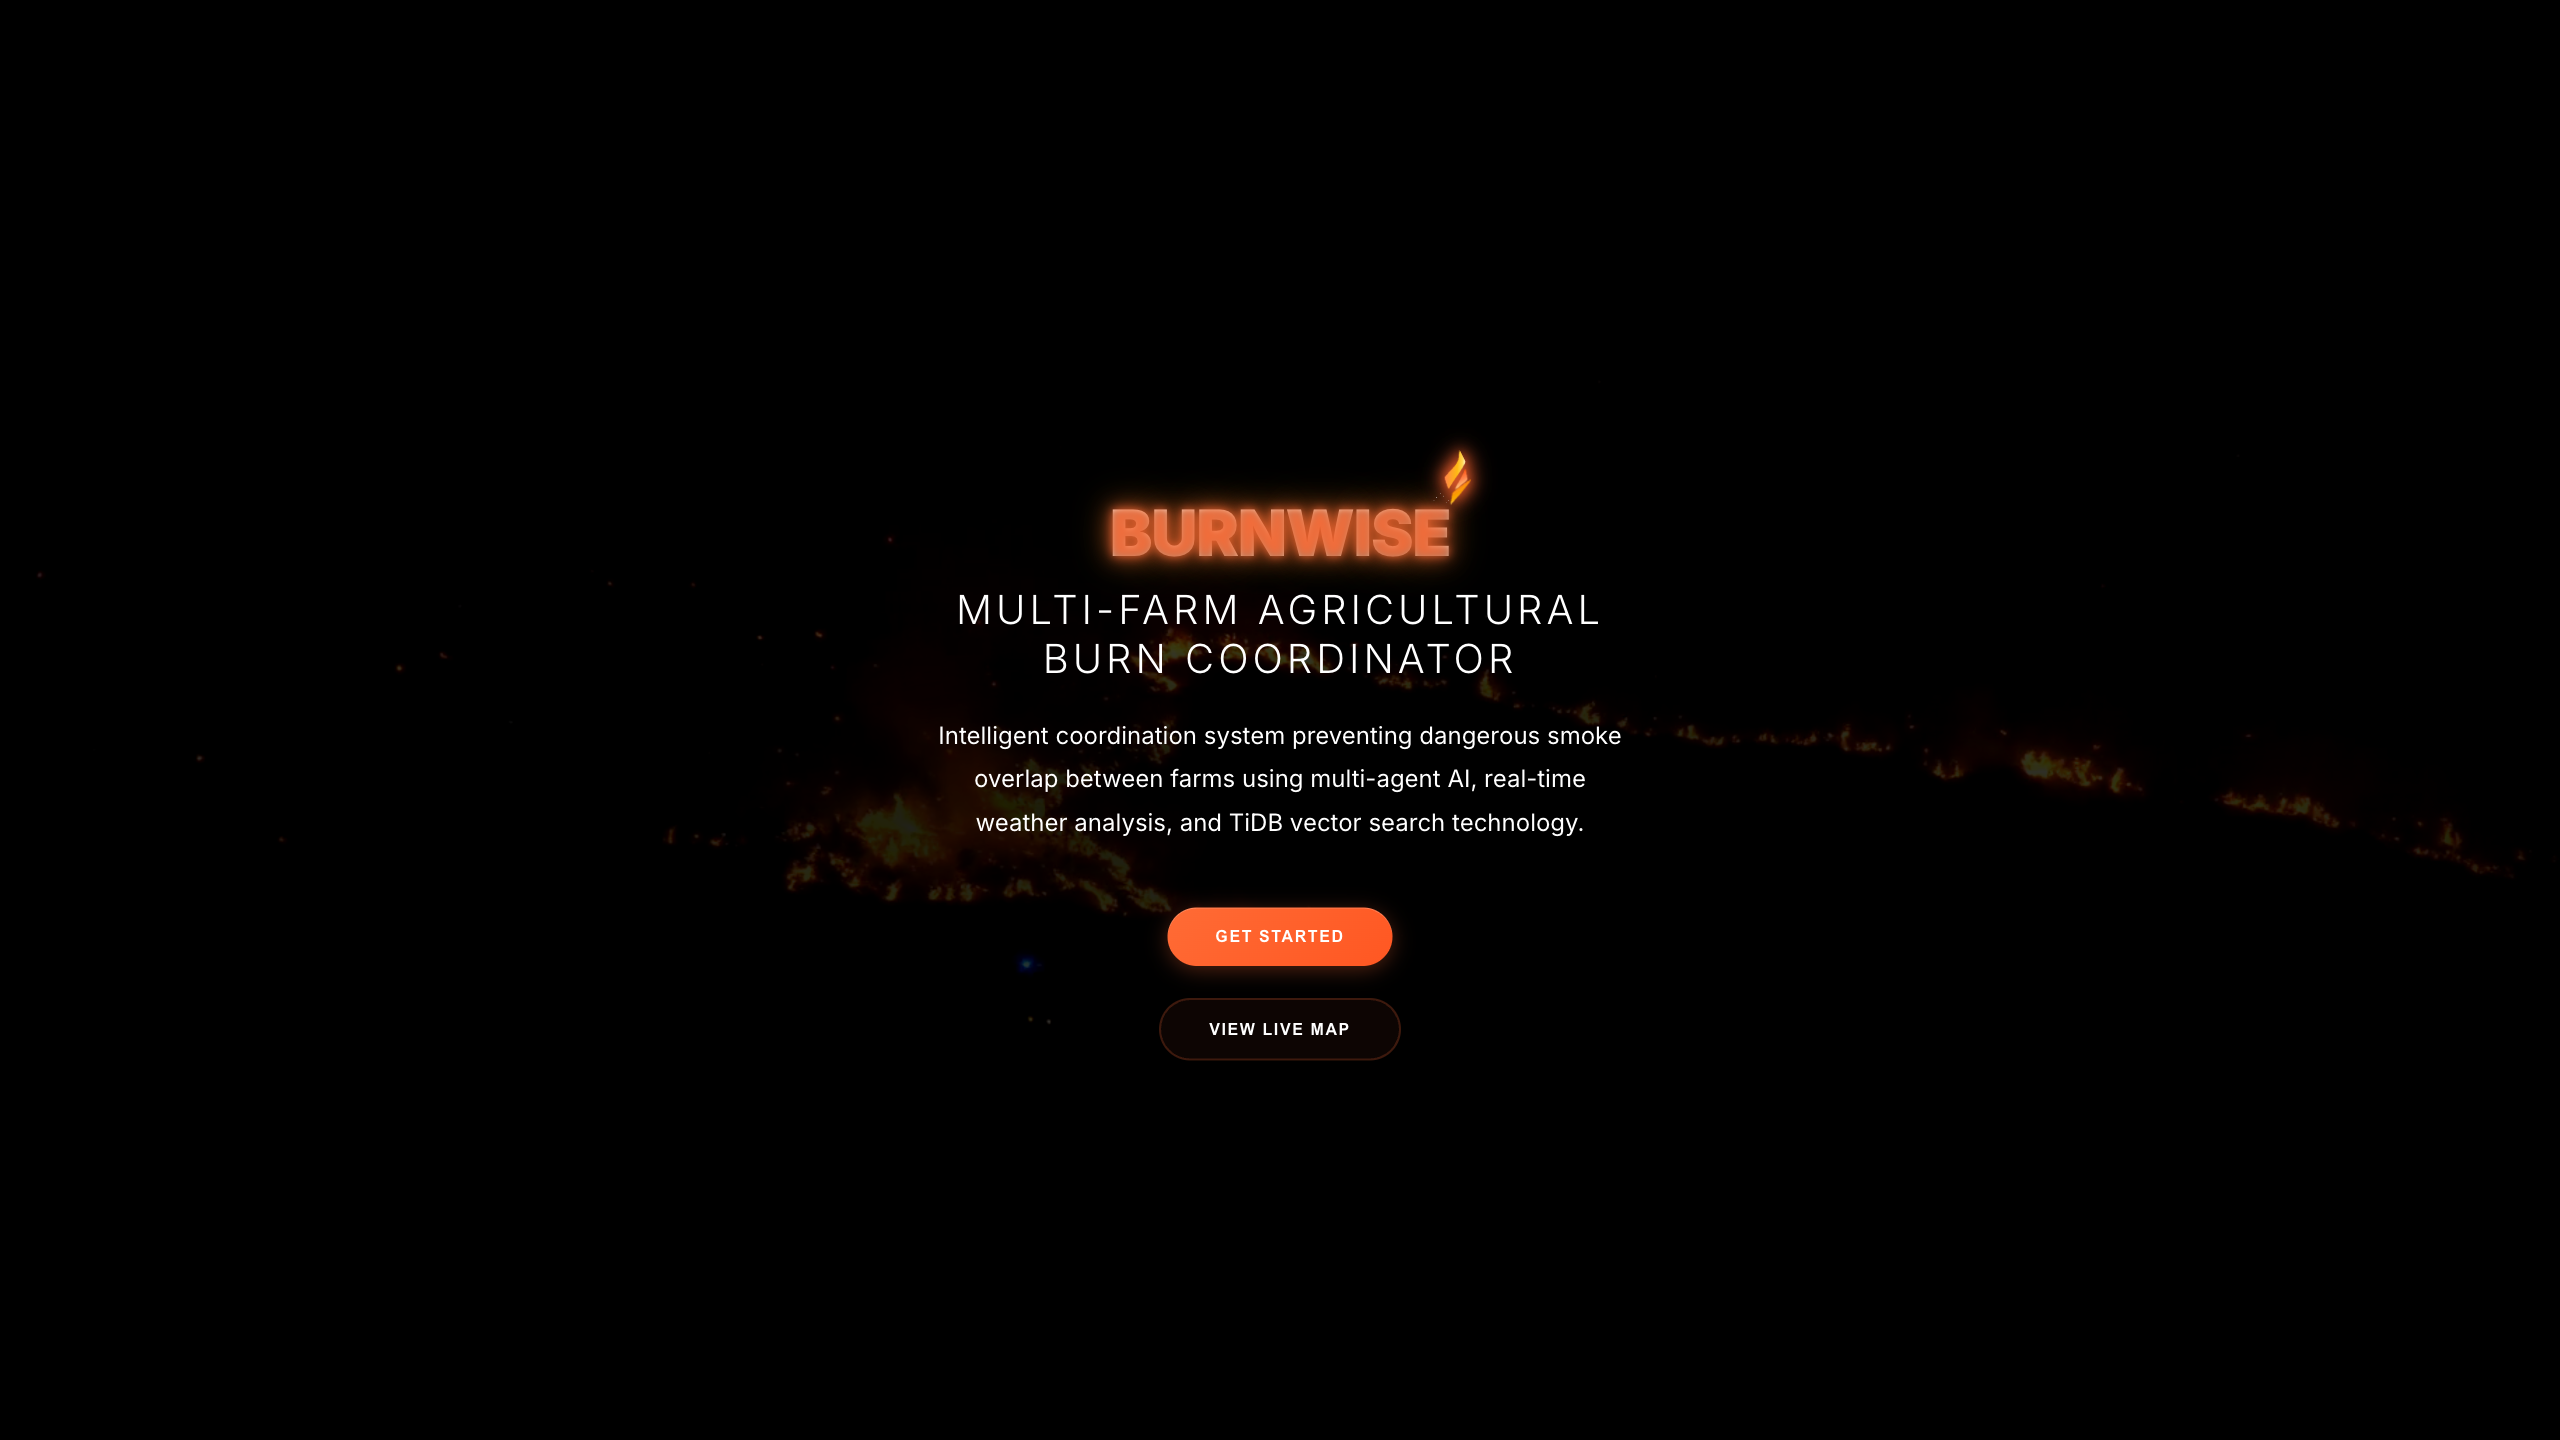 BURNWISE
MULTI-FARM AGRICULTURAL
BURN COORDINATOR
Intelligent coordination system preventing dangerous smoke
overlap between farms using multi-agent AI, real-time
weather analysis, and TiDB vector search technology.
GET STARTED
VIEW LIVE MAP